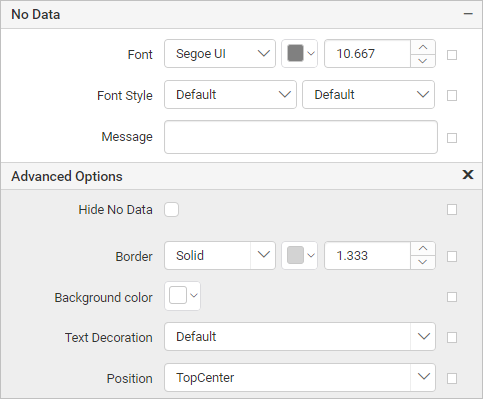 No Data
Font Segoe UI 10.667
Font Style Default Default
Message
Advanced Options
Hide No Data
Border Solid 1.333
Background color
Text Decoration Default
Position TopCenter